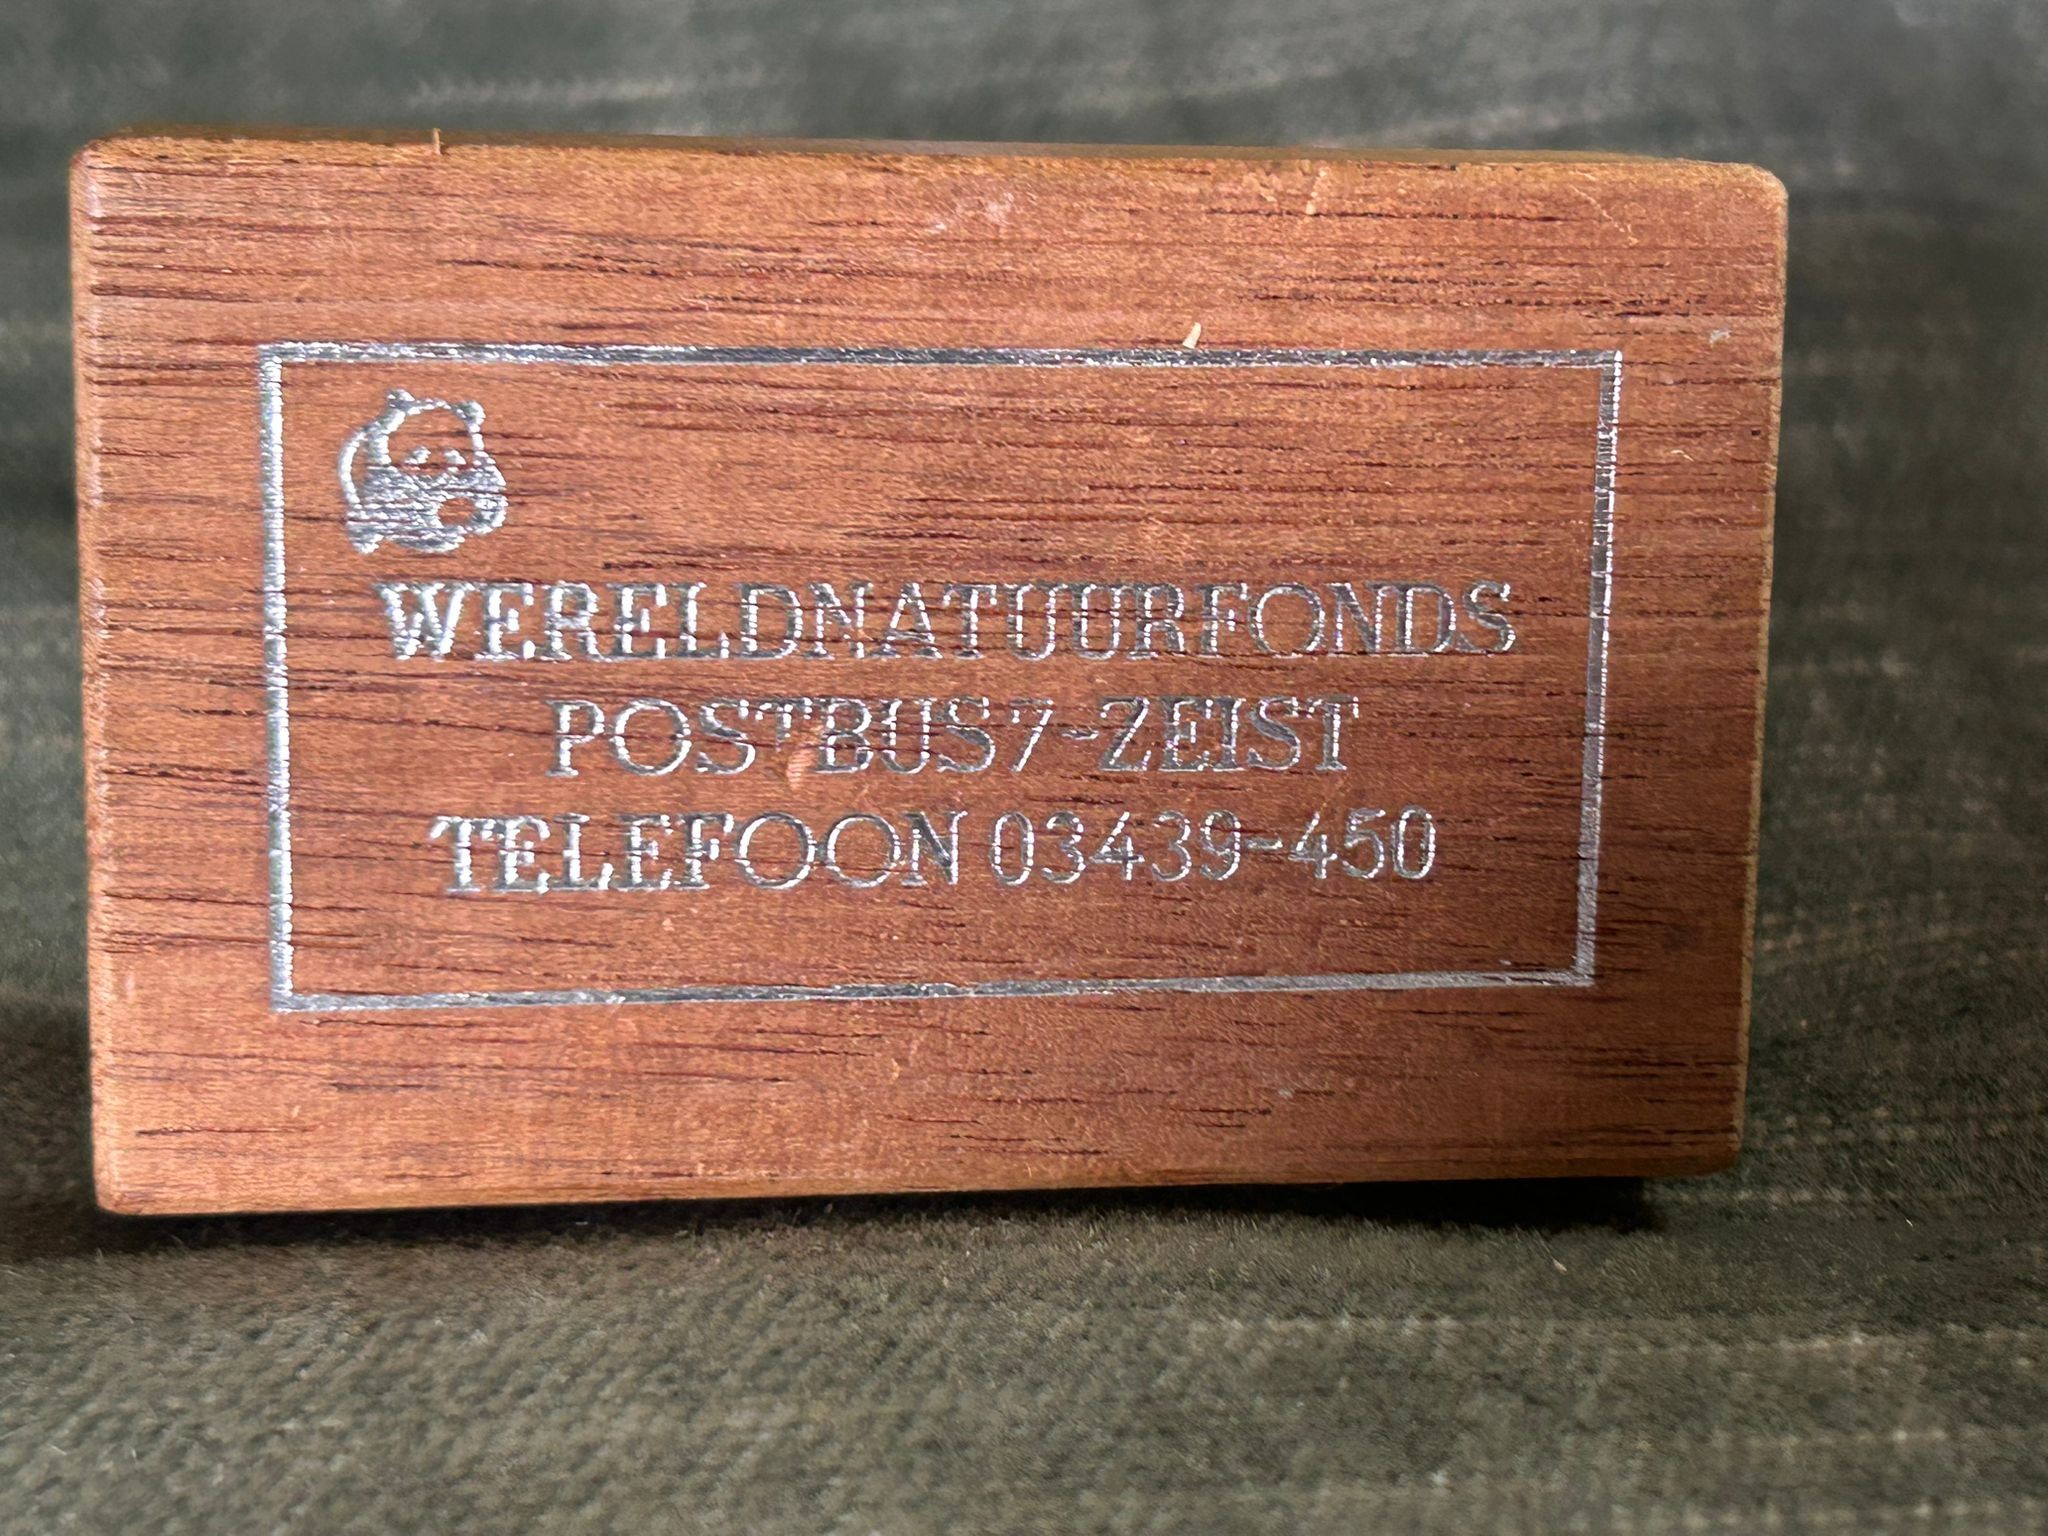 WERELDNATUURFONDS
POSTBUS 7-ZEIST
TELEFOON 03439-450